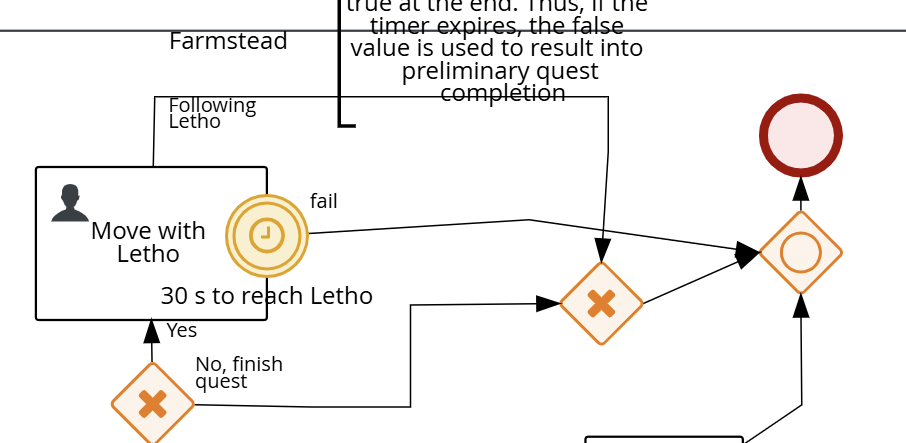 true at the end. Thus, if the
timer expires, the false
value is used to result into
preliminary quest
completion
Farmstead
Following
Letho
fail
Move with
Letho
30 s to reach Letho
Yes
No, finish
quest